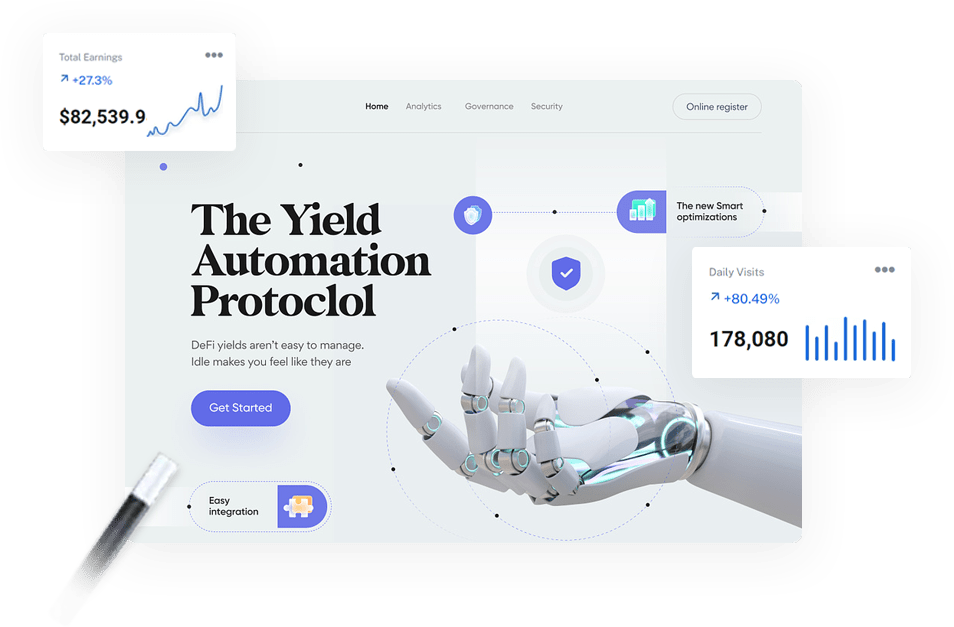 Total Earnings
+27.3%
$82,539.9
Home Analytics Governance Security
Online register
The Yield
Automation
Protoclol
The new Smart
optimizations
DeFi yields aren't easy to manage.
Idle makes you feel like they are
Get Started
Daily Visits
+80.49%
178,080
Easy
integration